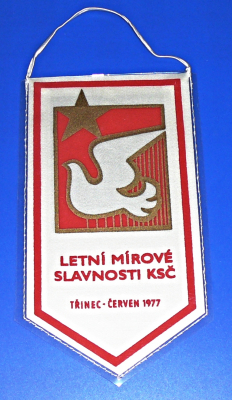 LETNÍ MÍROVÉ
SLAVNOSTI KSČ
TŘINEC - ČERVEN 1977